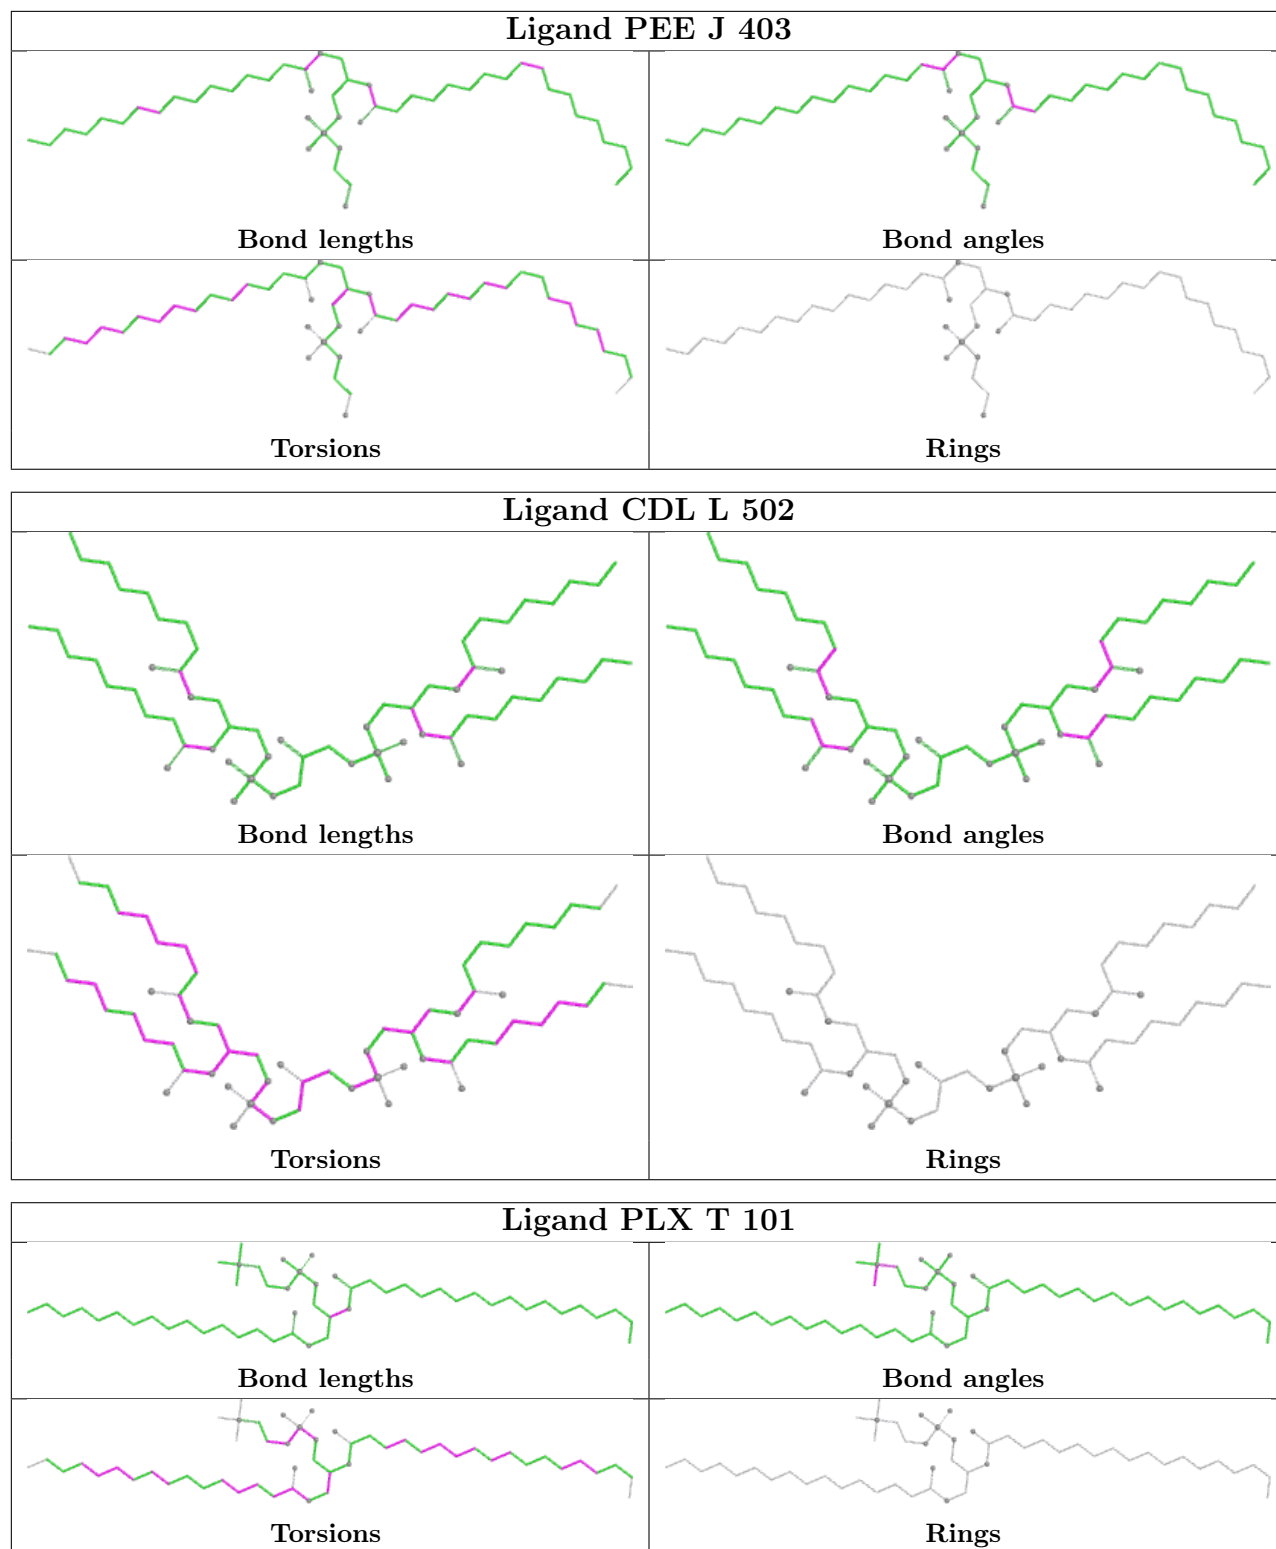 Ligand PEE J 403
Bond lengths
Bond angles
Torsions
Rings
Ligand CDL L 502
Bond lengths
Bond angles
Torsions
Rings
Ligand PLX T 101
Bond lengths
Bond angles
Torsions
Rings